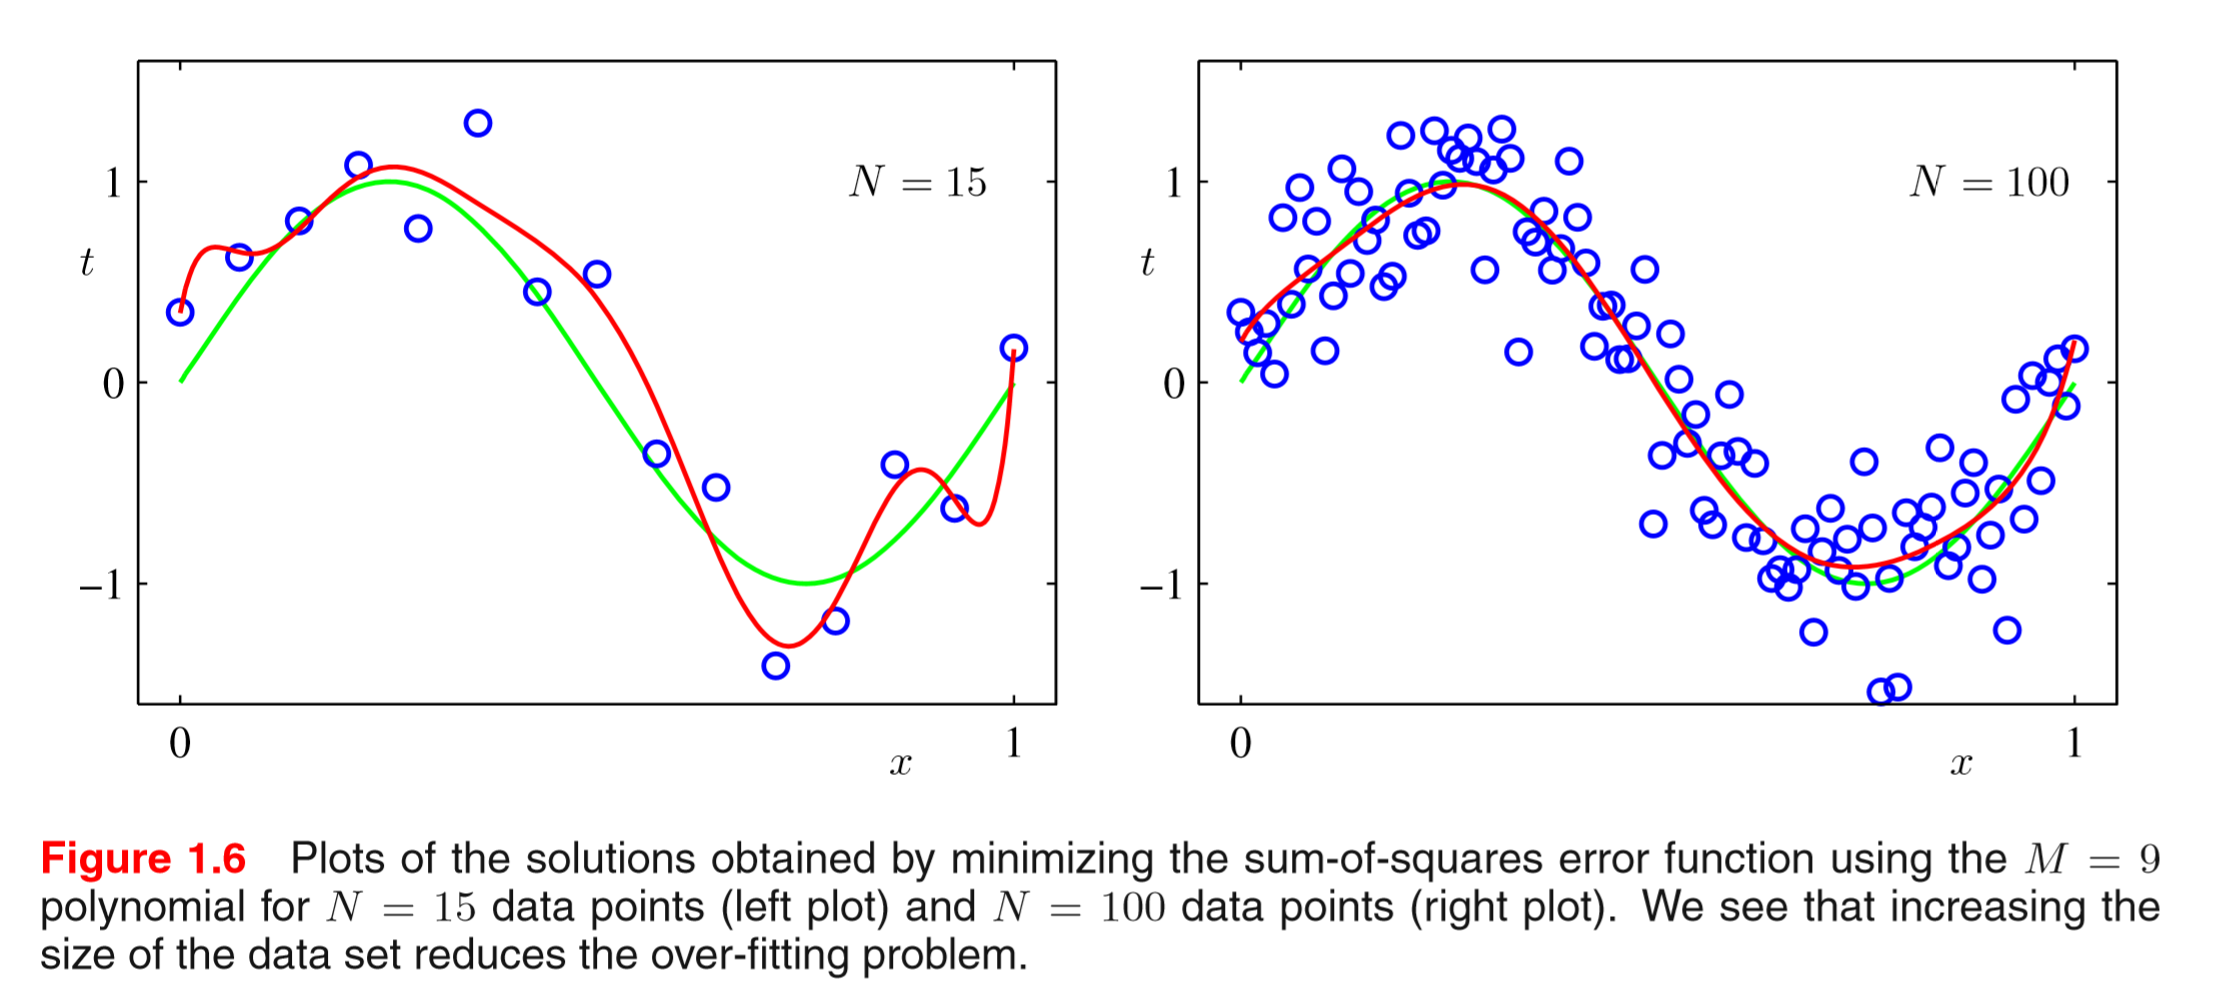 1
0
−1
t
N = 15
0
1
x
1
0
−1
t
N = 100
0
1
x
Figure 1.6 Plots of the solutions obtained by minimizing the sum-of-squares error function using the M = 9
polynomial for N = 15 data points (left plot) and N = 100 data points (right plot). We see that increasing the
size of the data set reduces the over-fitting problem.